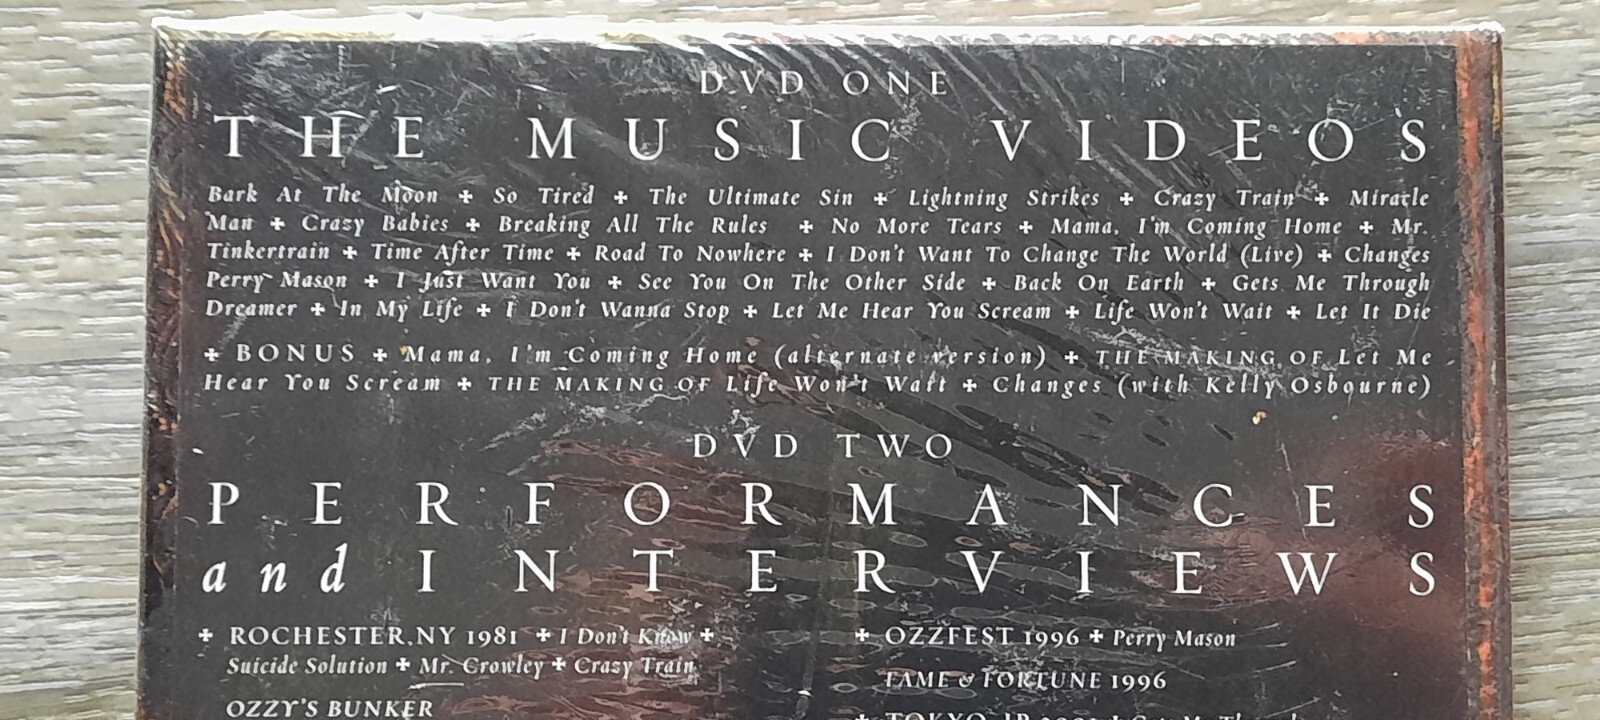 DVD ONE
THE MUSIC VIDEOS
Bark At The Moon ✚ So Tired ✚ The Ultimate Sin ✚ Lightning Strikes ✚ Crazy Train ✚ Miracle
Man ✚ Crazy Babies ✚ Breaking All The Rules ✚ No More Tears ✚ Mama, I'm Coming Home ✚ Mr.
Tinkertrain ✚ Time After Time ✚ Road To Nowhere ✚ I Don't Want To Change The World (Live) ✚ Changes
Perry Mason ✚ I Just Want You ✚ See You On The Other Side ✚ Back On Earth ✚ Gets Me Through
Dreamer ✚ In My Life ✚ I Don't Wanna Stop ✚ Let Me Hear You Scream ✚ Life Won't Wait ✚ Let It Die
✚ BONUS ✚ Mama, I'm Coming Home (alternate version) ✚ THE MAKING OF Let Me
Hear You Scream ✚ THE MAKING OF Life Won't Wait ✚ Changes (with Kelly Osbourne)
DVD TWO
PERFORMANCES
and INTERVIEWS
✚ ROCHESTER, NY 1981 ✚ I Don't Know ✚
Suicide Solution ✚ Mr. Crowley ✚ Crazy Train
OZZY'S BUNKER
✚ OZZFEST 1996 ✚ Perry Mason
FAME & FORTUNE 1996
✚ TOKYO, JP